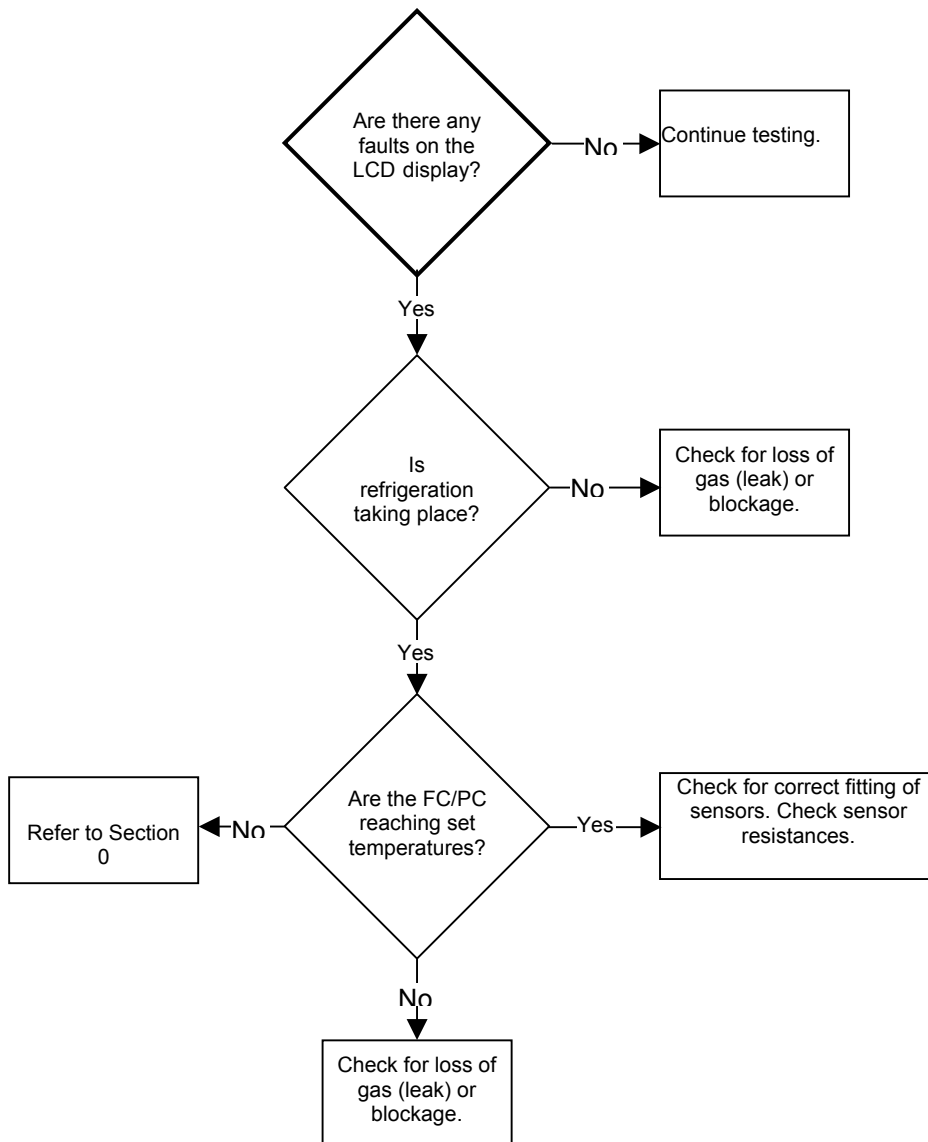 Are there any
faults on the
LCD display?
No
Continue testing.
Yes
Is
refrigeration
taking place?
No
Check for loss of
gas (leak) or
blockage.
Yes
Are the FC/PC
reaching set
temperatures?
No
Refer to Section
0
Yes
Check for correct fitting of
sensors. Check sensor
resistances.
No
Check for loss of
gas (leak) or
blockage.